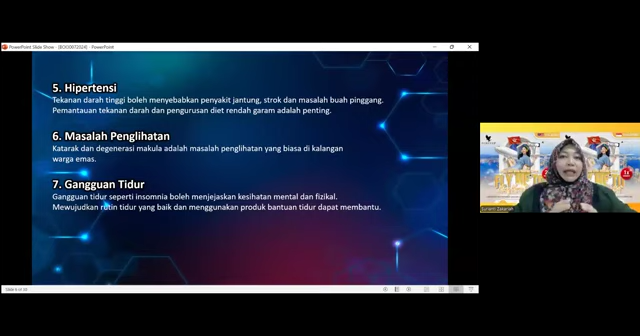 PowerPoint Slide Show - [BOO00972024] - PowerPoint
5. Hipertensi
Tekanan darah tinggi boleh menyebabkan penyakit jantung, strok dan masalah buah pinggang.
Pemantauan tekanan darah dan pengurusan diet rendah garam adalah penting.
6. Masalah Penglihatan
Katarak dan degenerasi makula adalah masalah penglihatan yang biasa di kalangan
warga emas.
7. Gangguan Tidur
Gangguan tidur seperti insomnia boleh menjejaskan kesihatan mental dan fizikal.
Mewujudkan rutin tidur yang baik dan menggunakan produk bantuan tidur dapat membantu.